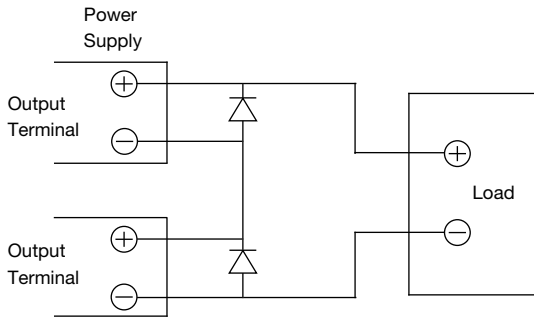 Power
Supply
Output
Terminal
+
−
+
−
Load
Output
Terminal
+
−